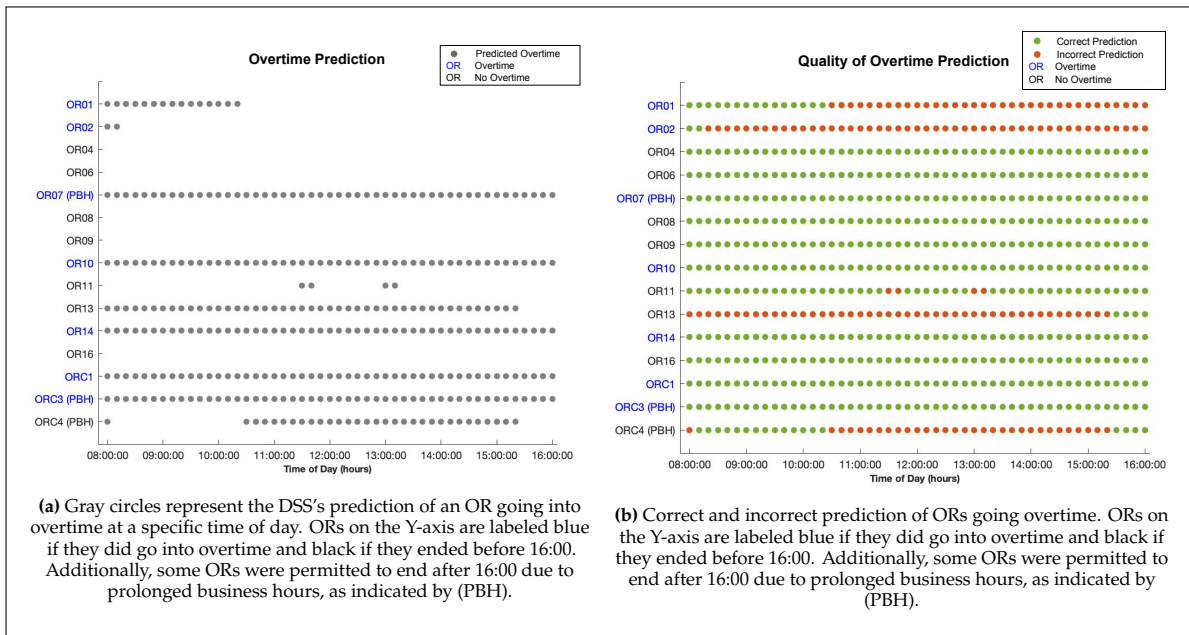 Overtime Prediction
Predicted Overtime
OR Overtime
OR No Overtime
OR01
OR02
OR04
OR06
OR07 (PBH)
OR08
OR09
OR10
OR11
OR13
OR14
OR16
ORC1
ORC3 (PBH)
ORC4 (PBH)
08:00:00 09:00:00 10:00:00 11:00:00 12:00:00 13:00:00 14:00:00 15:00:00 16:00:00
Time of Day (hours)
(a) Gray circles represent the DSS's prediction of an OR going into
overtime at a specific time of day. ORs on the Y-axis are labeled blue
if they did go into overtime and black if they ended before 16:00.
Additionally, some ORs were permitted to end after 16:00 due to
prolonged business hours, as indicated by (PBH).
Quality of Overtime Prediction
Correct Prediction
Incorrect Prediction
OR Overtime
OR No Overtime
OR01
OR02
OR04
OR06
OR07 (PBH)
OR08
OR09
OR10
OR11
OR13
OR14
OR16
ORC1
ORC3 (PBH)
ORC4 (PBH)
08:00:00 09:00:00 10:00:00 11:00:00 12:00:00 13:00:00 14:00:00 15:00:00 16:00:00
Time of Day (hours)
(b) Correct and incorrect prediction of ORs going overtime. ORs on
the Y-axis are labeled blue if they did go into overtime and black if
they ended before 16:00. Additionally, some ORs were permitted to
end after 16:00 due to prolonged business hours, as indicated by
(PBH).